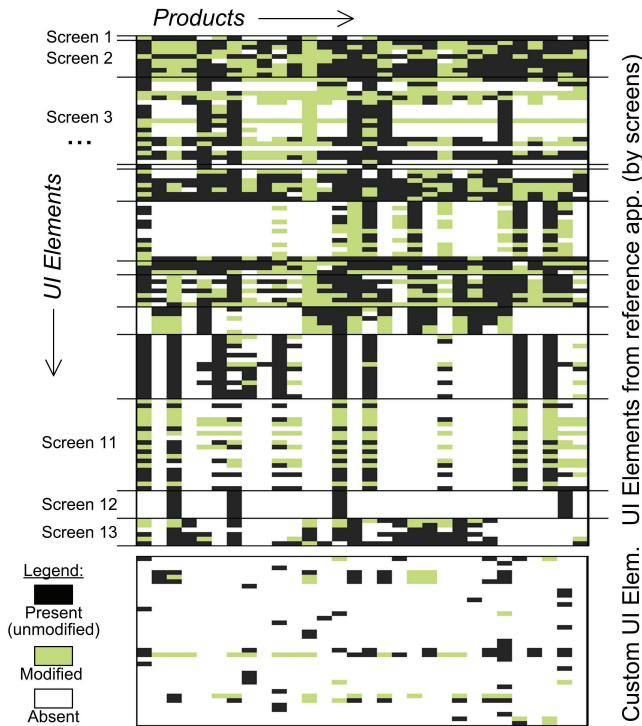 Products
Screen 1
Screen 2
Screen 3
...
UI Elements
Screen 11
Screen 12
Screen 13
UI Elements from reference app. (by screens)
Custom UI Elem.
Legend:
Present
(unmodified)
Modified
Absent